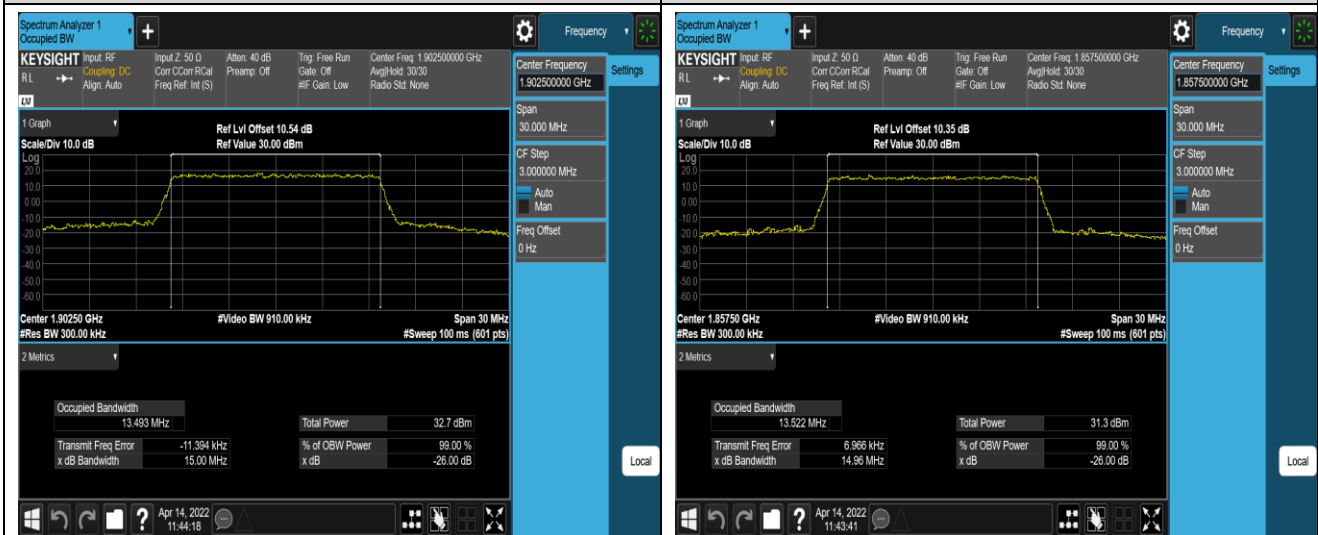 Spectrum Analyzer 1
Occupied BW
+
Frequency
KEYSIGHT Input: RF Input Z: 50 Ω Atten: 40 dB Trig: Free Run Center Freq: 1.902500000 GHz
RL Coupling: DC Corr CCorr RCal Preamp: Off Gate: Off Avg|Hold: 30/30
Align: Auto Freq Ref: Int (S) #IF Gain: Low Radio Std: None
Center Frequency
1.902500000 GHz
Settings
Span
30.000 MHz
CF Step
3.000000 MHz
Auto
Man
Freq Offset
0 Hz
Local
1 Graph
Ref Lvl Offset 10.54 dB
Scale/Div 10.0 dB Ref Value 30.00 dBm
Log
20.0
10.0
0.00
-10.0
-20.0
-30.0
-40.0
-50.0
-60.0
Center 1.90250 GHz #Video BW 910.00 kHz Span 30 MHz
#Res BW 300.00 kHz #Sweep 100 ms (601 pts)
2 Metrics
Occupied Bandwidth
13.493 MHz Total Power 32.7 dBm
Transmit Freq Error -11.394 kHz % of OBW Power 99.00 %
x dB Bandwidth 15.00 MHz x dB -26.00 dB
? Apr 14, 2022
11:44:18
Spectrum Analyzer 1
Occupied BW
+
Frequency
KEYSIGHT Input: RF Input Z: 50 Ω Atten: 40 dB Trig: Free Run Center Freq: 1.857500000 GHz
RL Coupling: DC Corr CCorr RCal Preamp: Off Gate: Off Avg|Hold: 30/30
Align: Auto Freq Ref: Int (S) #IF Gain: Low Radio Std: None
Center Frequency
1.857500000 GHz
Settings
Span
30.000 MHz
CF Step
3.000000 MHz
Auto
Man
Freq Offset
0 Hz
Local
1 Graph
Ref Lvl Offset 10.35 dB
Scale/Div 10.0 dB Ref Value 30.00 dBm
Log
20.0
10.0
0.00
-10.0
-20.0
-30.0
-40.0
-50.0
-60.0
Center 1.85750 GHz #Video BW 910.00 kHz Span 30 MHz
#Res BW 300.00 kHz #Sweep 100 ms (601 pts)
2 Metrics
Occupied Bandwidth
13.522 MHz Total Power 31.3 dBm
Transmit Freq Error 6.966 kHz % of OBW Power 99.00 %
x dB Bandwidth 14.96 MHz x dB -26.00 dB
? Apr 14, 2022
11:43:41